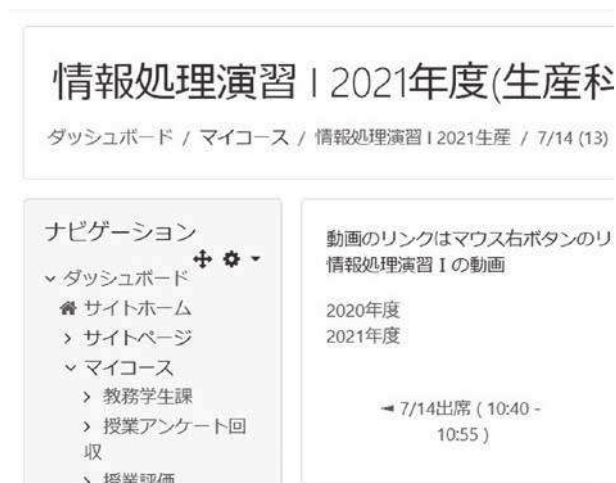 情報処理演習 I 2021年度(生産科
ダッシュボード / マイコース / 情報処理演習 I 2021生産 / 7/14 (13)
ナビゲーション
ダッシュボード
サイトホーム
サイトページ
マイコース
教務学生課
授業アンケート回
収
授業評価
動画のリンクはマウス右ボタンのリ
情報処理演習 I の動画
2020年度
2021年度
◄ 7/14出席 ( 10:40 -
10:55 )